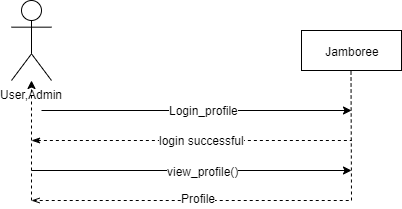 Jamboree
User,Admin
Login_profile
login successful
view_profile()
Profile